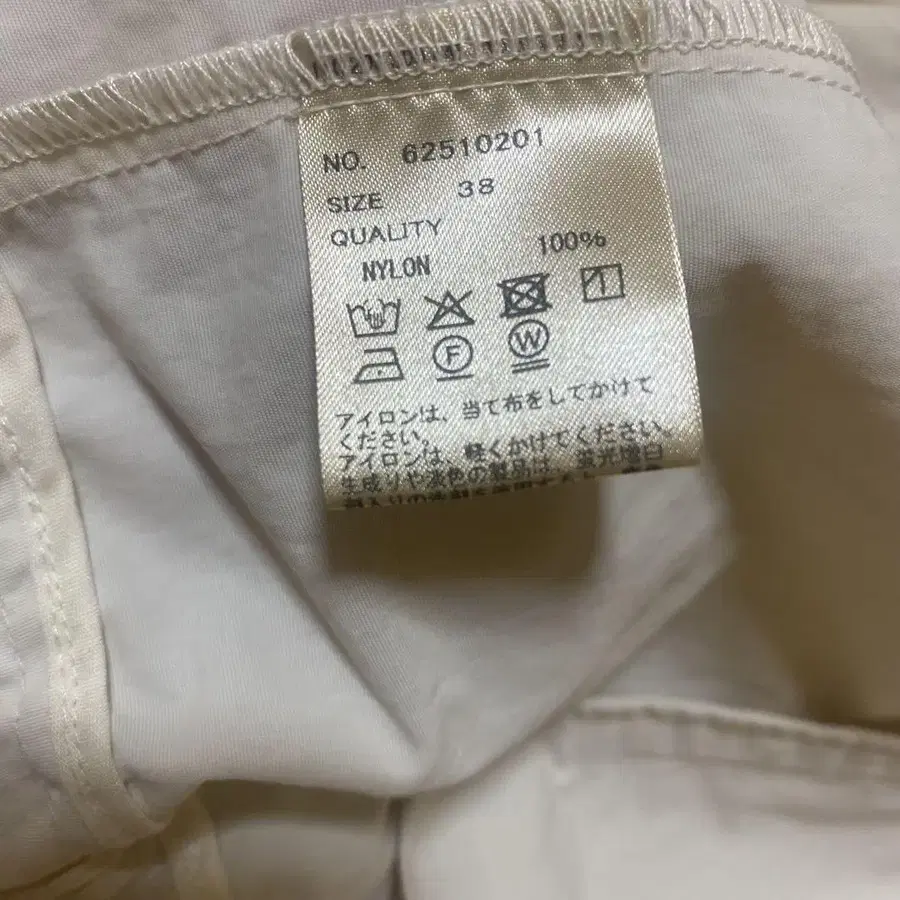 NO. 62510201
SIZE 38
QUALITY
NYLON 100%
F W
アイロンは、当て布をしてかけて
ください。
アイロンは、軽くかけてください。
生成りや淡色の製品は、蛍光増白